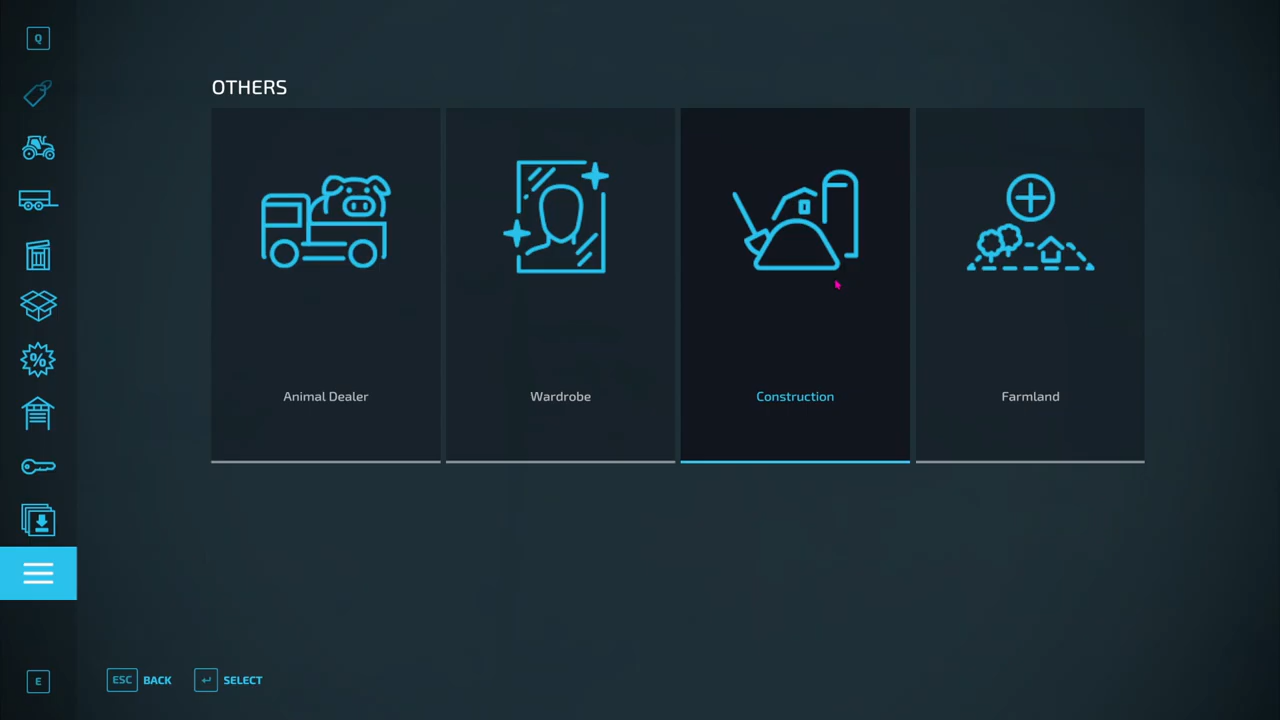 Q
OTHERS
Animal Dealer
Wardrobe
Construction
Farmland
%
E
ESC BACK
SELECT